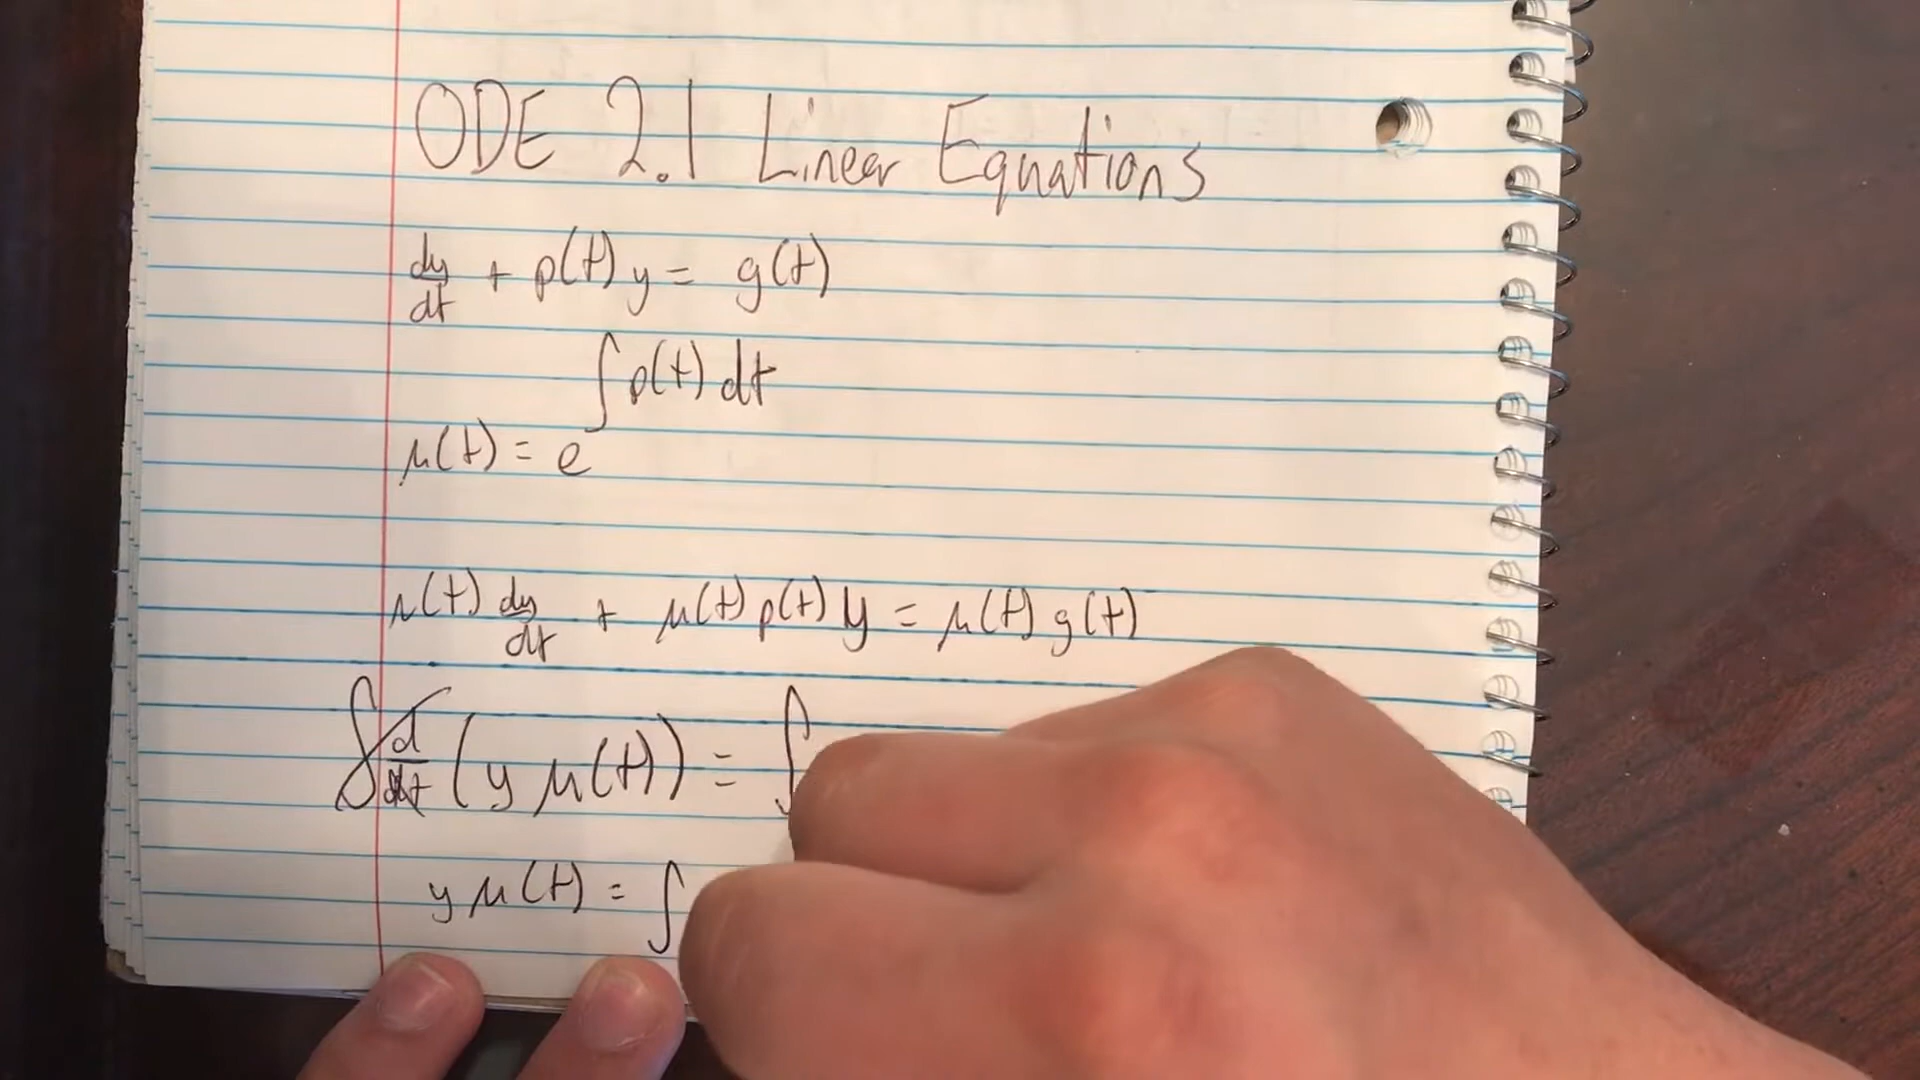 ODE 2.1 Linear Equations
dy/dt + p(t) y = g(t)
∫p(t) dt
μ(t) = e
μ(t) dy/dt + μ(t) p(t) y = μ(t) g(t)
∫ d/dt (y μ(t)) = ∫
y μ(t) = ∫